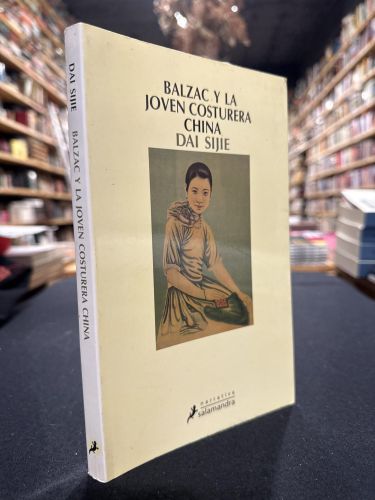 BALZAC Y LA
JOVEN COSTURERA
CHINA
DAI SIJIE
narrativa
salamandra
DAI SIJIE BALZAC Y LA JOVEN COSTURERA CHINA